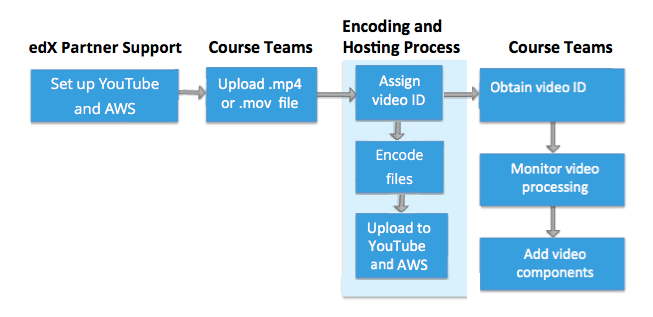 edX Partner Support
Set up YouTube
and AWS
Course Teams
Upload .mp4
or .mov file
Encoding and
Hosting Process
Assign
video ID
Encode
files
Upload to
YouTube
and AWS
Course Teams
Obtain video ID
Monitor video
processing
Add video
components